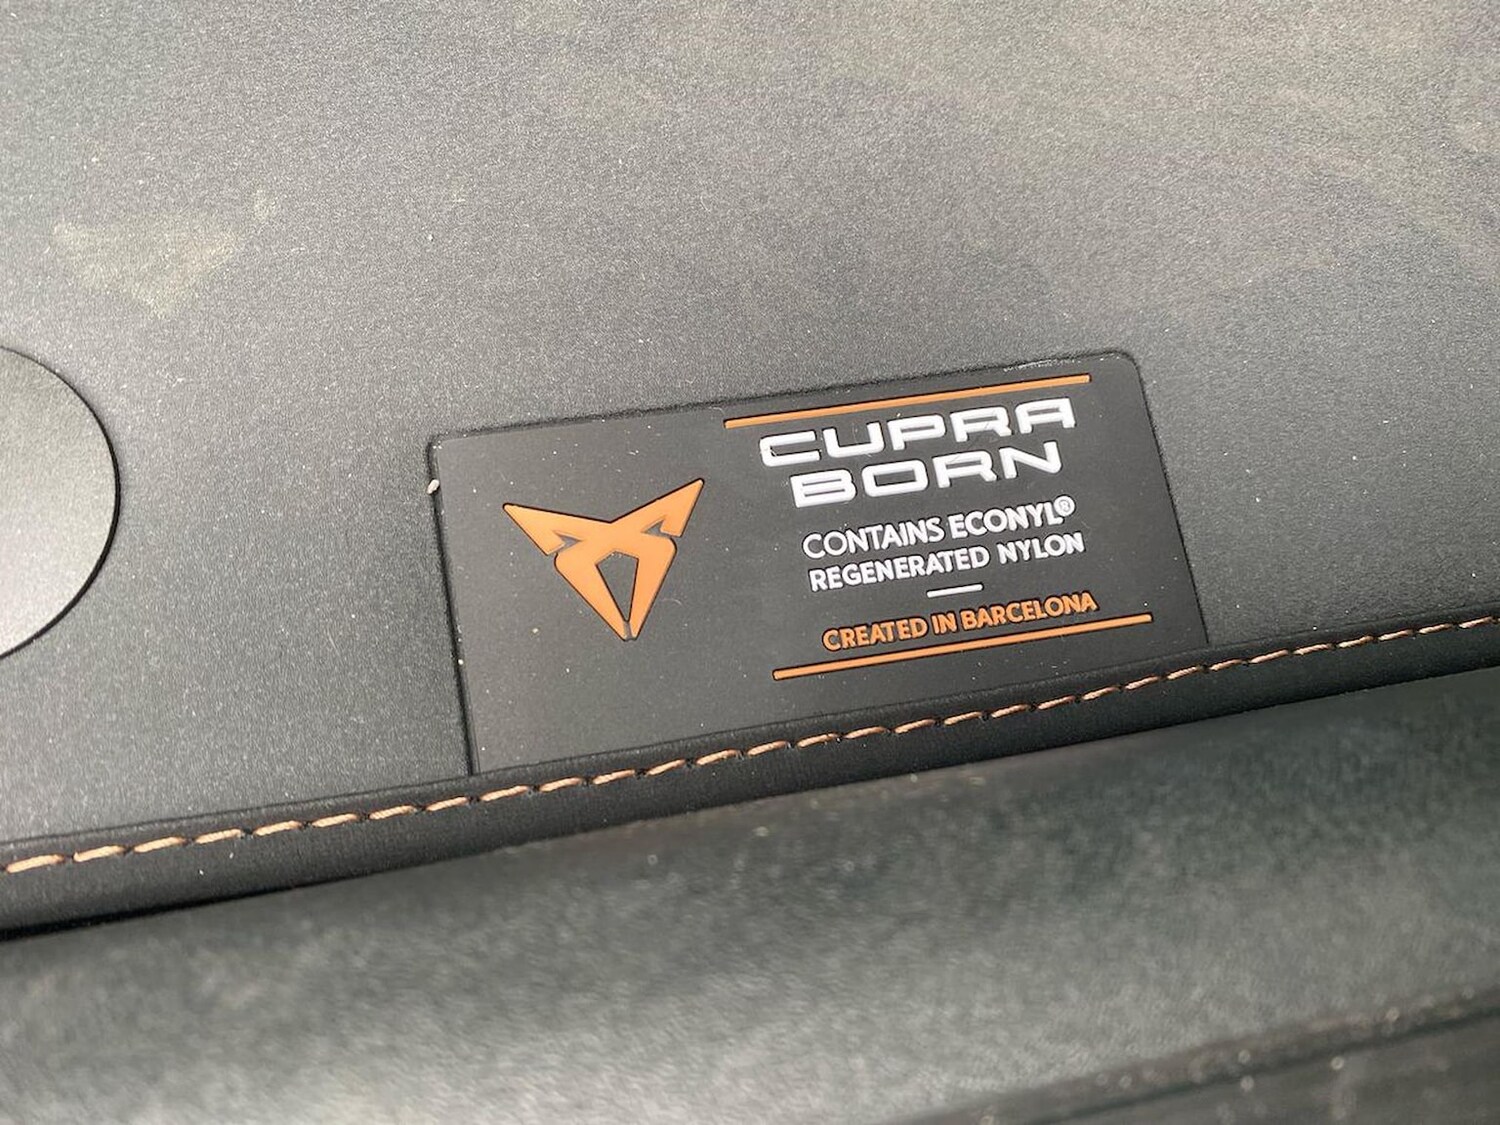 CUPRA
BORN
CONTAINS ECONYL®
REGENERATED NYLON
CREATED IN BARCELONA